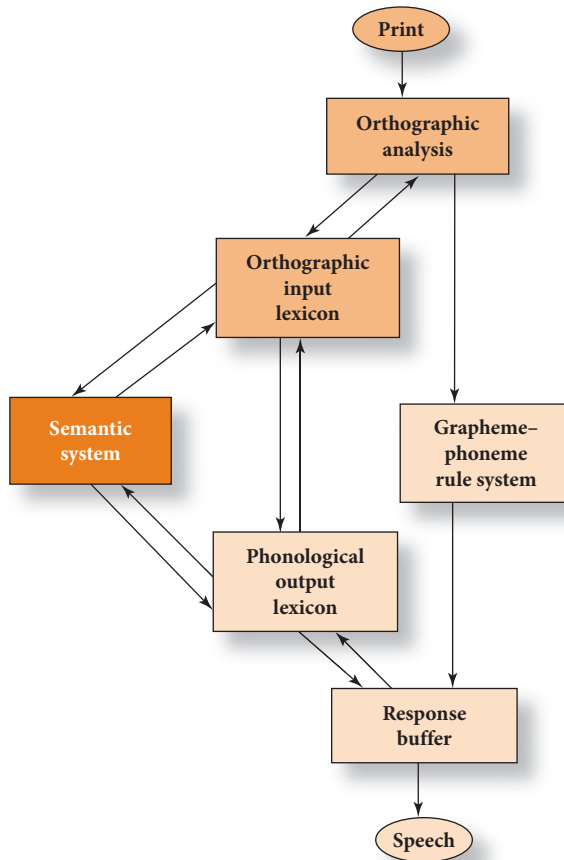 Print
Orthographic
analysis
Orthographic
input
lexicon
Semantic
system
Grapheme–
phoneme
rule system
Phonological
output
lexicon
Response
buffer
Speech